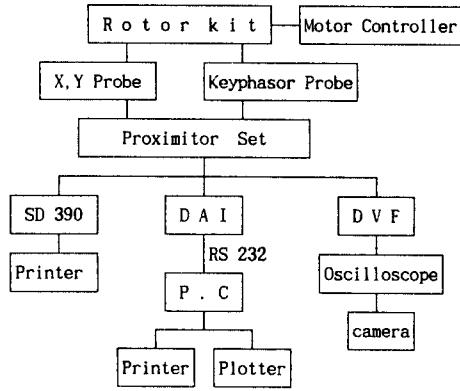 Rotor kit
Motor Controller
X,Y Probe
Keyphasor Probe
Proximitor Set
SD 390
DAI
DVF
RS 232
Printer
Oscilloscope
P.C
camera
Printer
Plotter